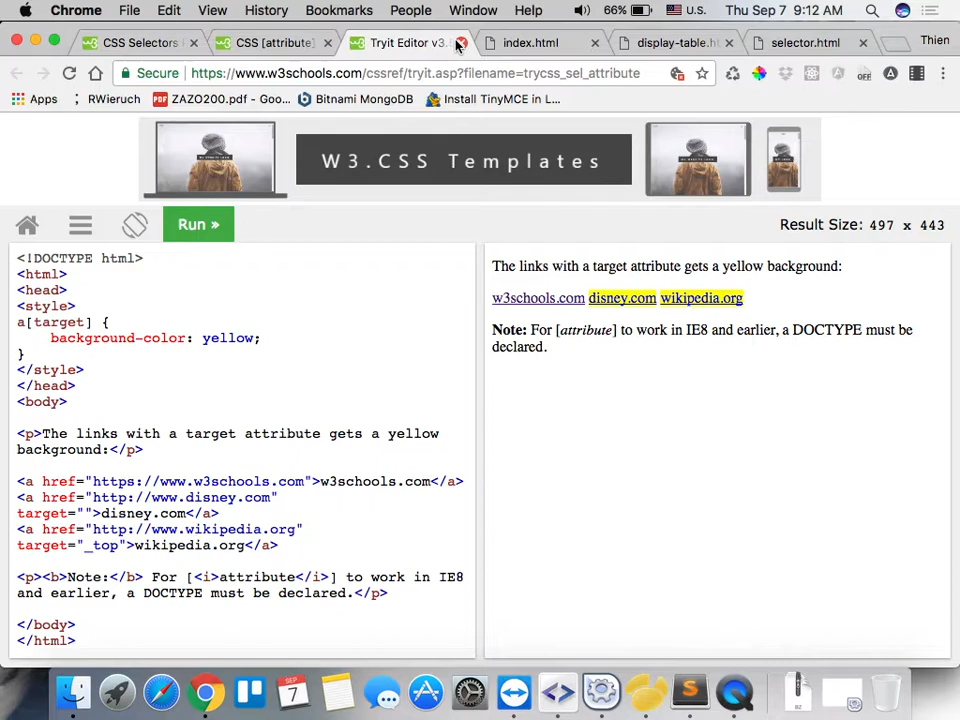 Chrome File Edit View History Bookmarks People Window Help 66% U.S. Thu Sep 7 9:12 AM
CSS Selectors CSS [attribute] Tryit Editor v3. index.html display-table.ht selector.html Thien
Secure https://www.w3schools.com/cssref/tryit.asp?filename=trycss_sel_attribute OFF
Apps RWieruch PDF ZAZO200.pdf - Goo... Bitnami MongoDB Install TinyMCE in L...
W3.CSS Templates
Run » Result Size: 497 x 443
<!DOCTYPE html>
<html>
<head>
<style>
a[target] {
background-color: yellow;
}
</style>
</head>
<body>
<p>The links with a target attribute gets a yellow
background:</p>
<a href="https://www.w3schools.com">w3schools.com</a>
<a href="http://www.disney.com"
target="">disney.com</a>
<a href="http://www.wikipedia.org"
target="_top">wikipedia.org</a>
<p><b>Note:</b> For [<i>attribute</i>] to work in IE8
and earlier, a DOCTYPE must be declared.</p>
</body>
</html>
The links with a target attribute gets a yellow background:
w3schools.com disney.com wikipedia.org
Note: For [attribute] to work in IE8 and earlier, a DOCTYPE must be
declared.
SEP
7